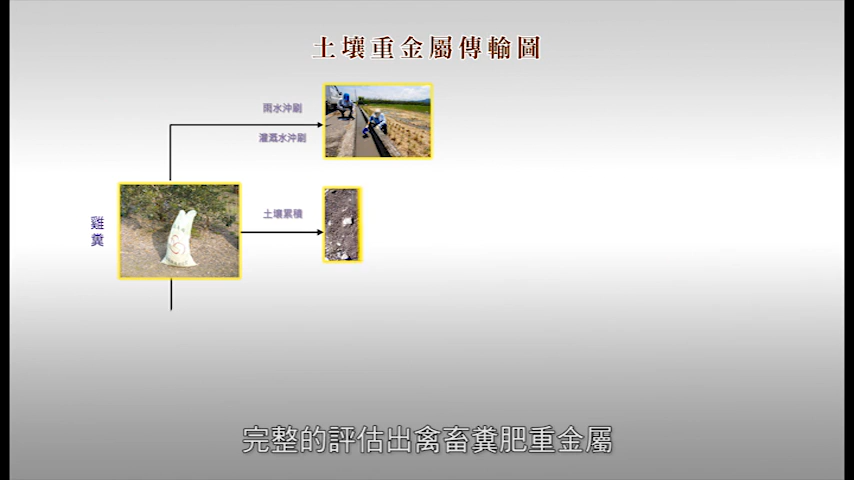 土壤重金屬傳輸圖
雨水沖刷
灌溉水沖刷
土壤累積
雞糞
完整的評估出禽畜糞肥重金屬